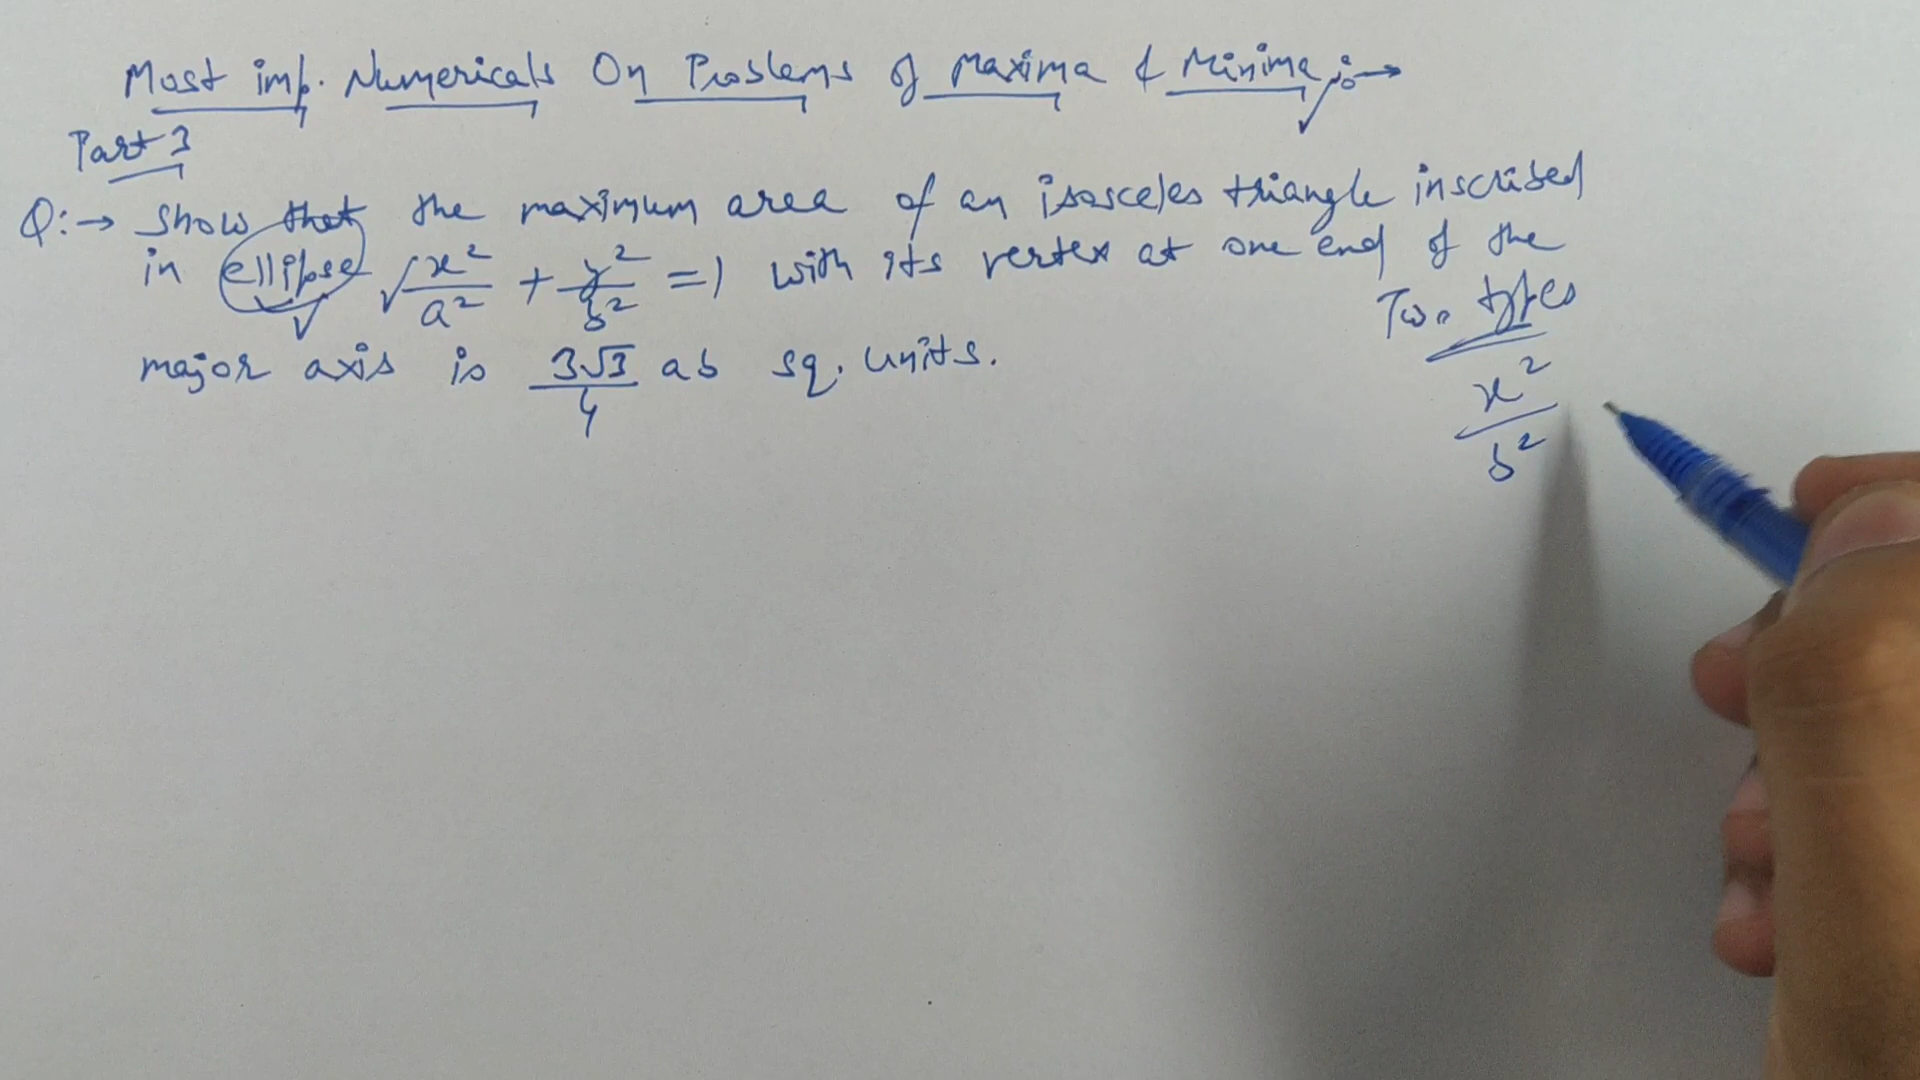 Most imp. Numericals On Problems of Maxima & Minima :→
Part 3
Q:→ Show that the maximum area of an isosceles triangle inscribed
in ellipse x²/a² + y²/b² = 1 with its vertex at one end of the
major axis is 3√3/4 ab sq. units.
Two types
x²/b²